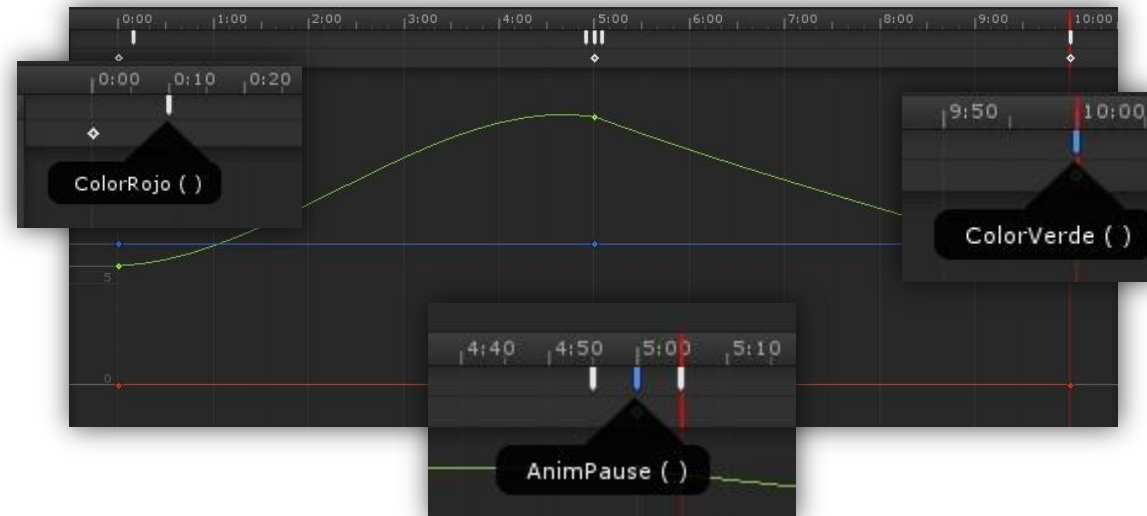 0:00 1:00 2:00 3:00 4:00 5:00 6:00 7:00 8:00 9:00 10:00
0:00 0:10 0:20
ColorRojo ( )
9:50 10:00
ColorVerde ( )
5
0
4:40 4:50 5:00 5:10
AnimPause ( )